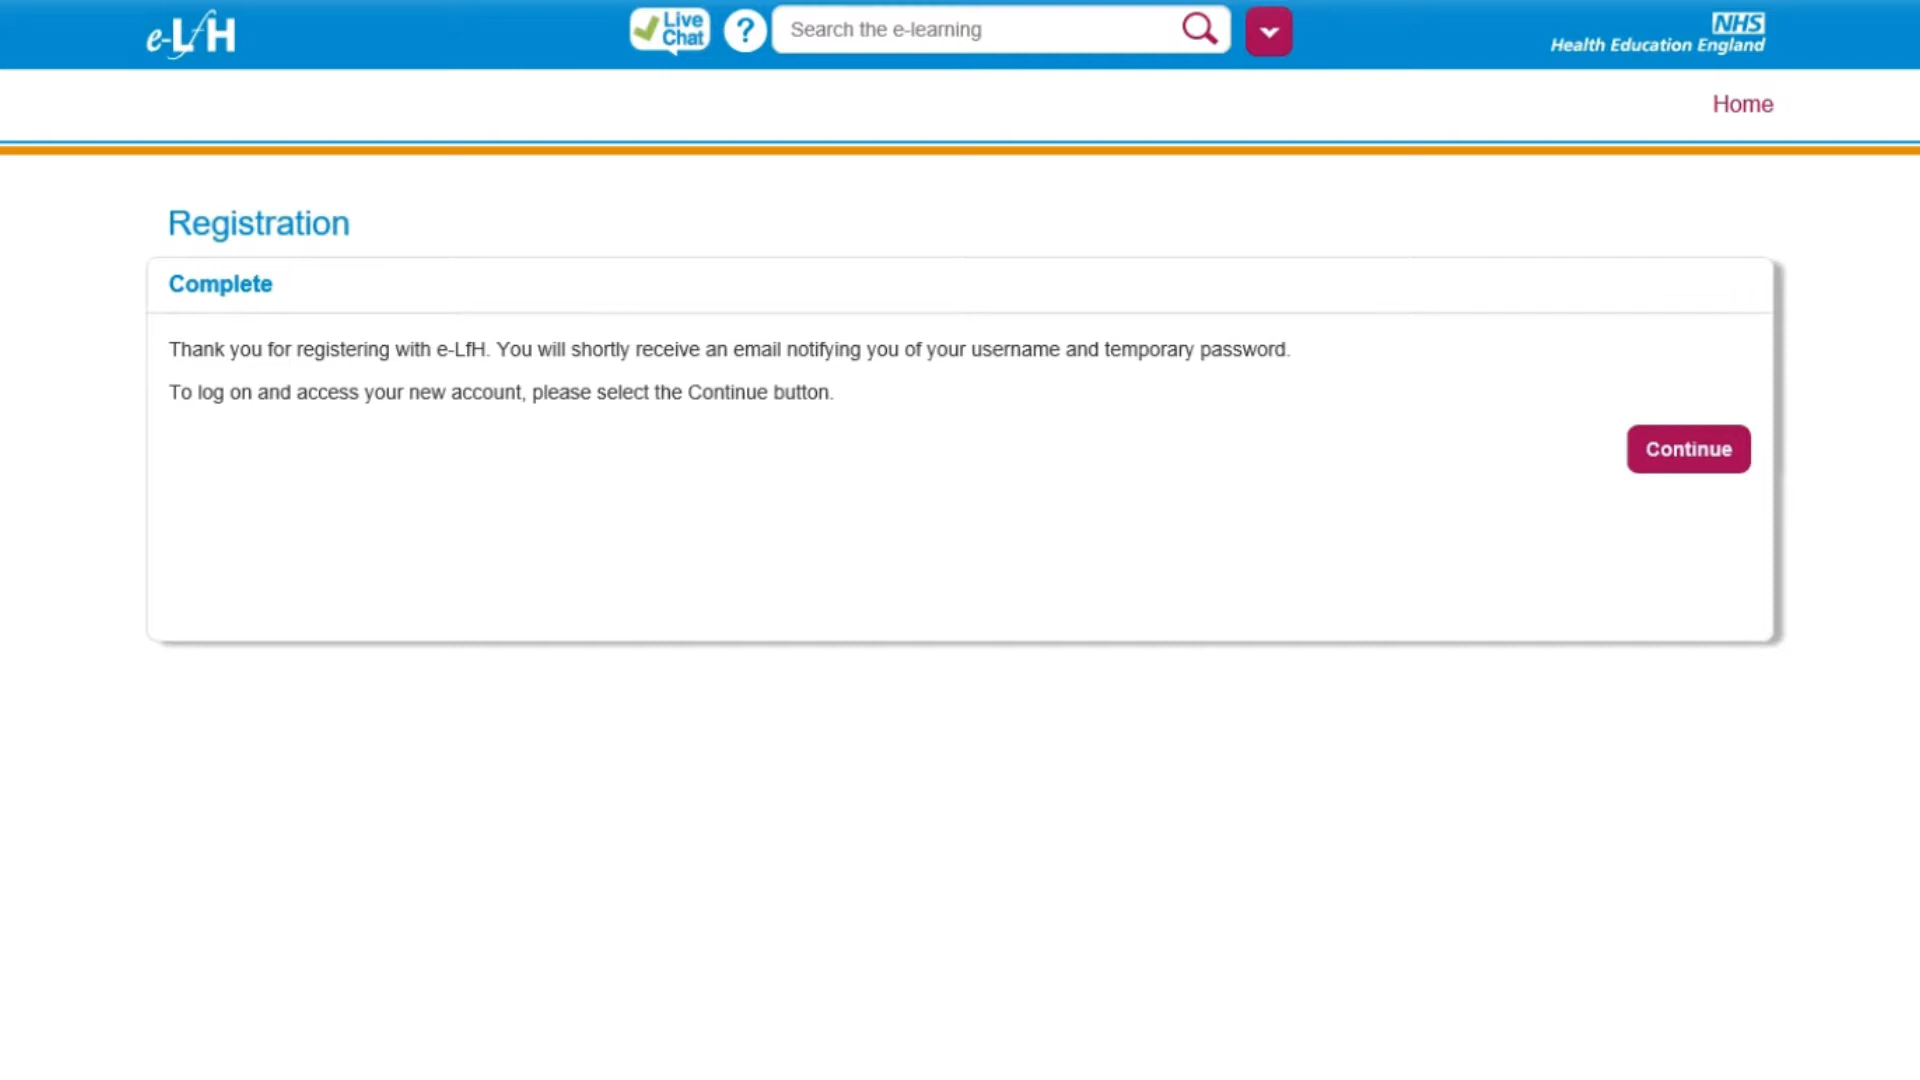 e-LfH
Live
Chat
?
Search the e-learning
NHS
Health Education England
Home
Registration
Complete
Thank you for registering with e-LfH. You will shortly receive an email notifying you of your username and temporary password.
To log on and access your new account, please select the Continue button.
Continue